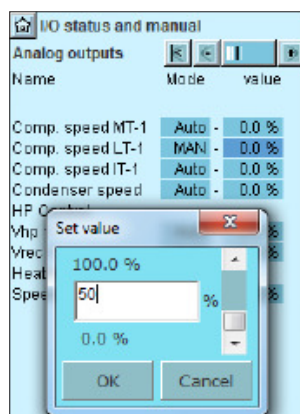 I/O status and manual
Analog outputs
Name Mode value
Comp. speed MT-1 Auto - 0.0 %
Comp. speed LT-1 MAN - 0.0 %
Comp. speed IT-1 Auto - 0.0 %
Condenser speed Auto - 0.0 %
HP
Vhp %
Vrec %
Heat %
Spee %
Set value
x
100.0 %
50 %
0.0 %
OK Cancel